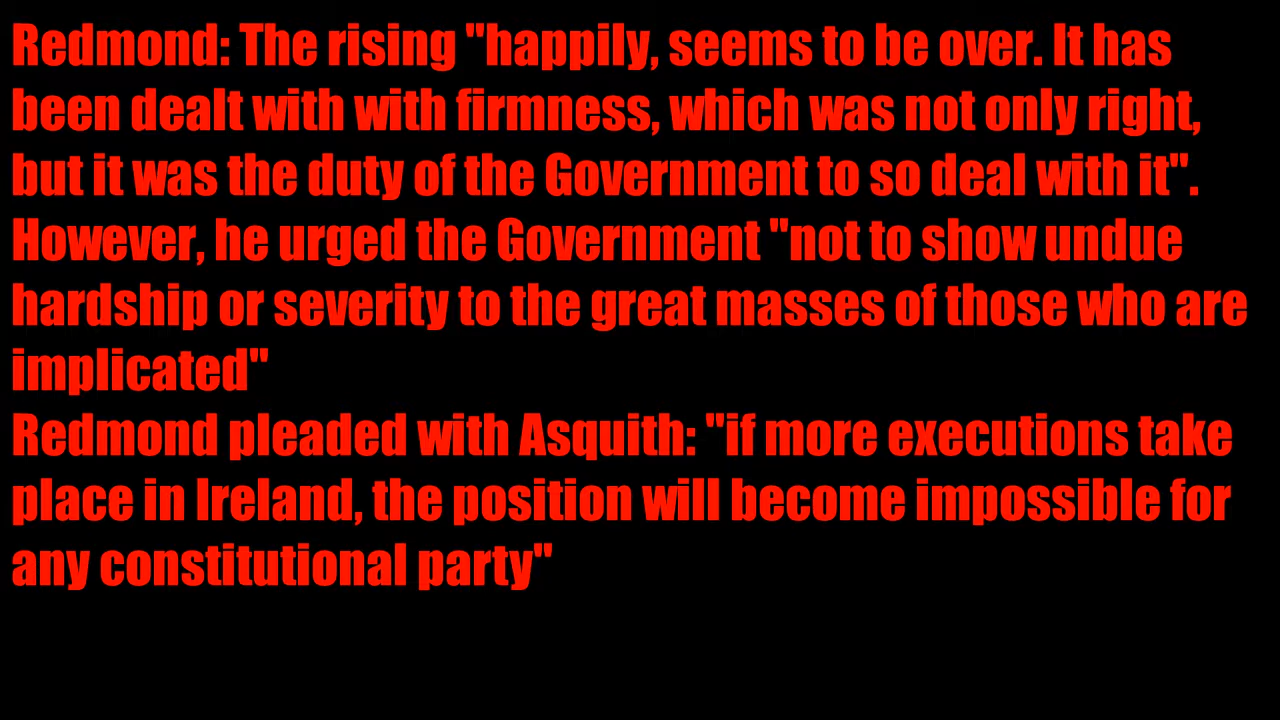 Redmond: The rising "happily, seems to be over. It has
been dealt with with firmness, which was not only right,
but it was the duty of the Government to so deal with it".
However, he urged the Government "not to show undue
hardship or severity to the great masses of those who are
implicated"
Redmond pleaded with Asquith: "if more executions take
place in Ireland, the position will become impossible for
any constitutional party"